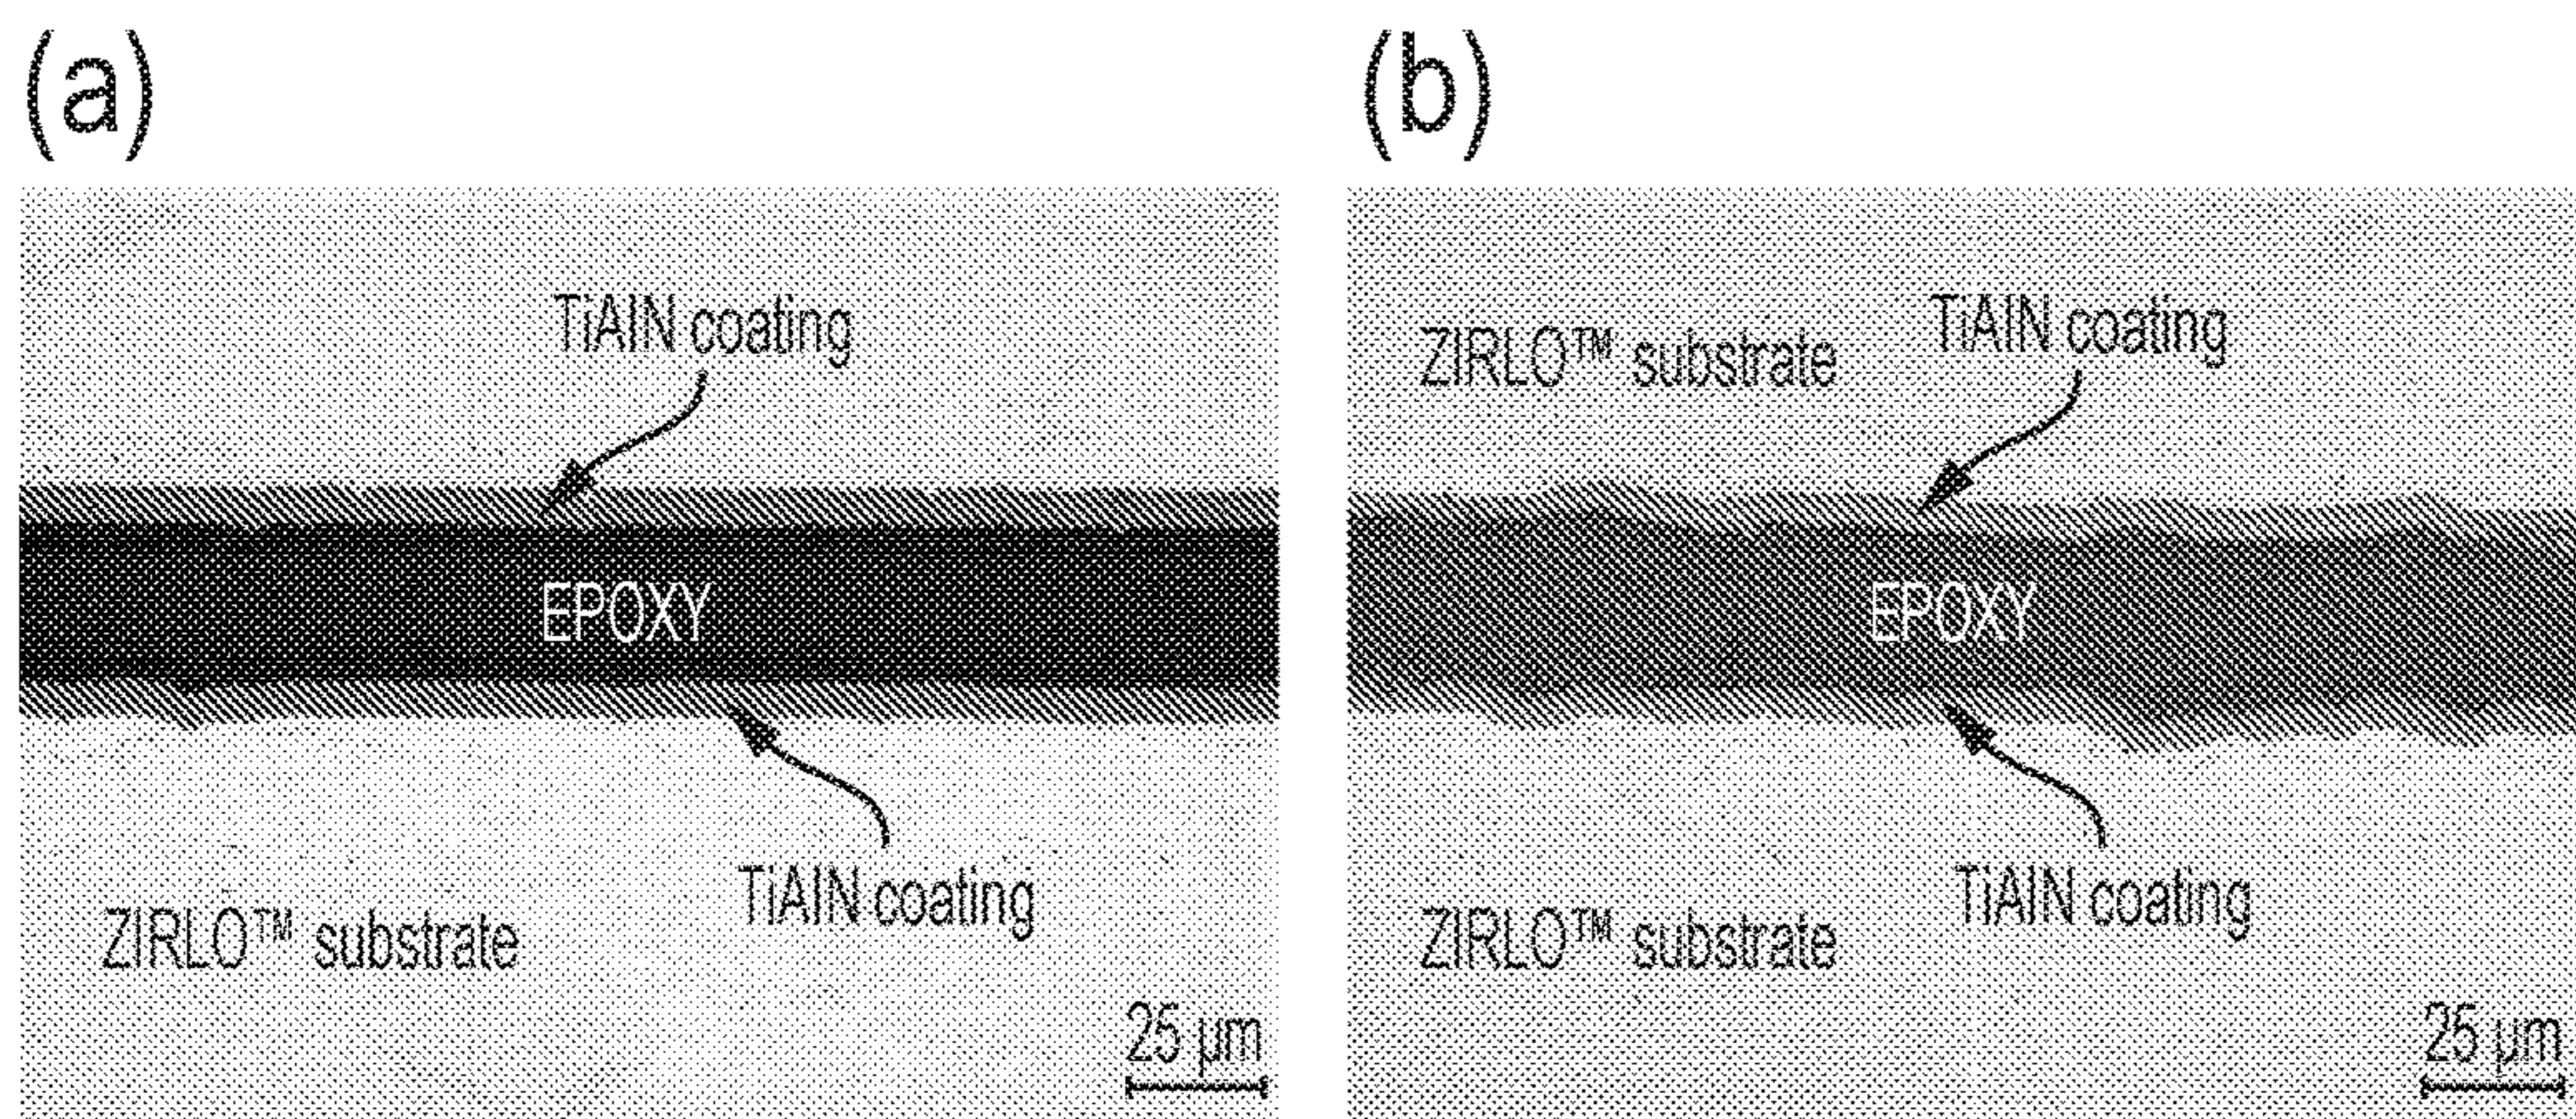 (a)
TiAlN coating
EPOXY
TiAlN coating
ZIRLO™ substrate
25 µm
(b)
ZIRLO™ substrate
TiAlN coating
EPOXY
TiAlN coating
ZIRLO™ substrate
25 µm